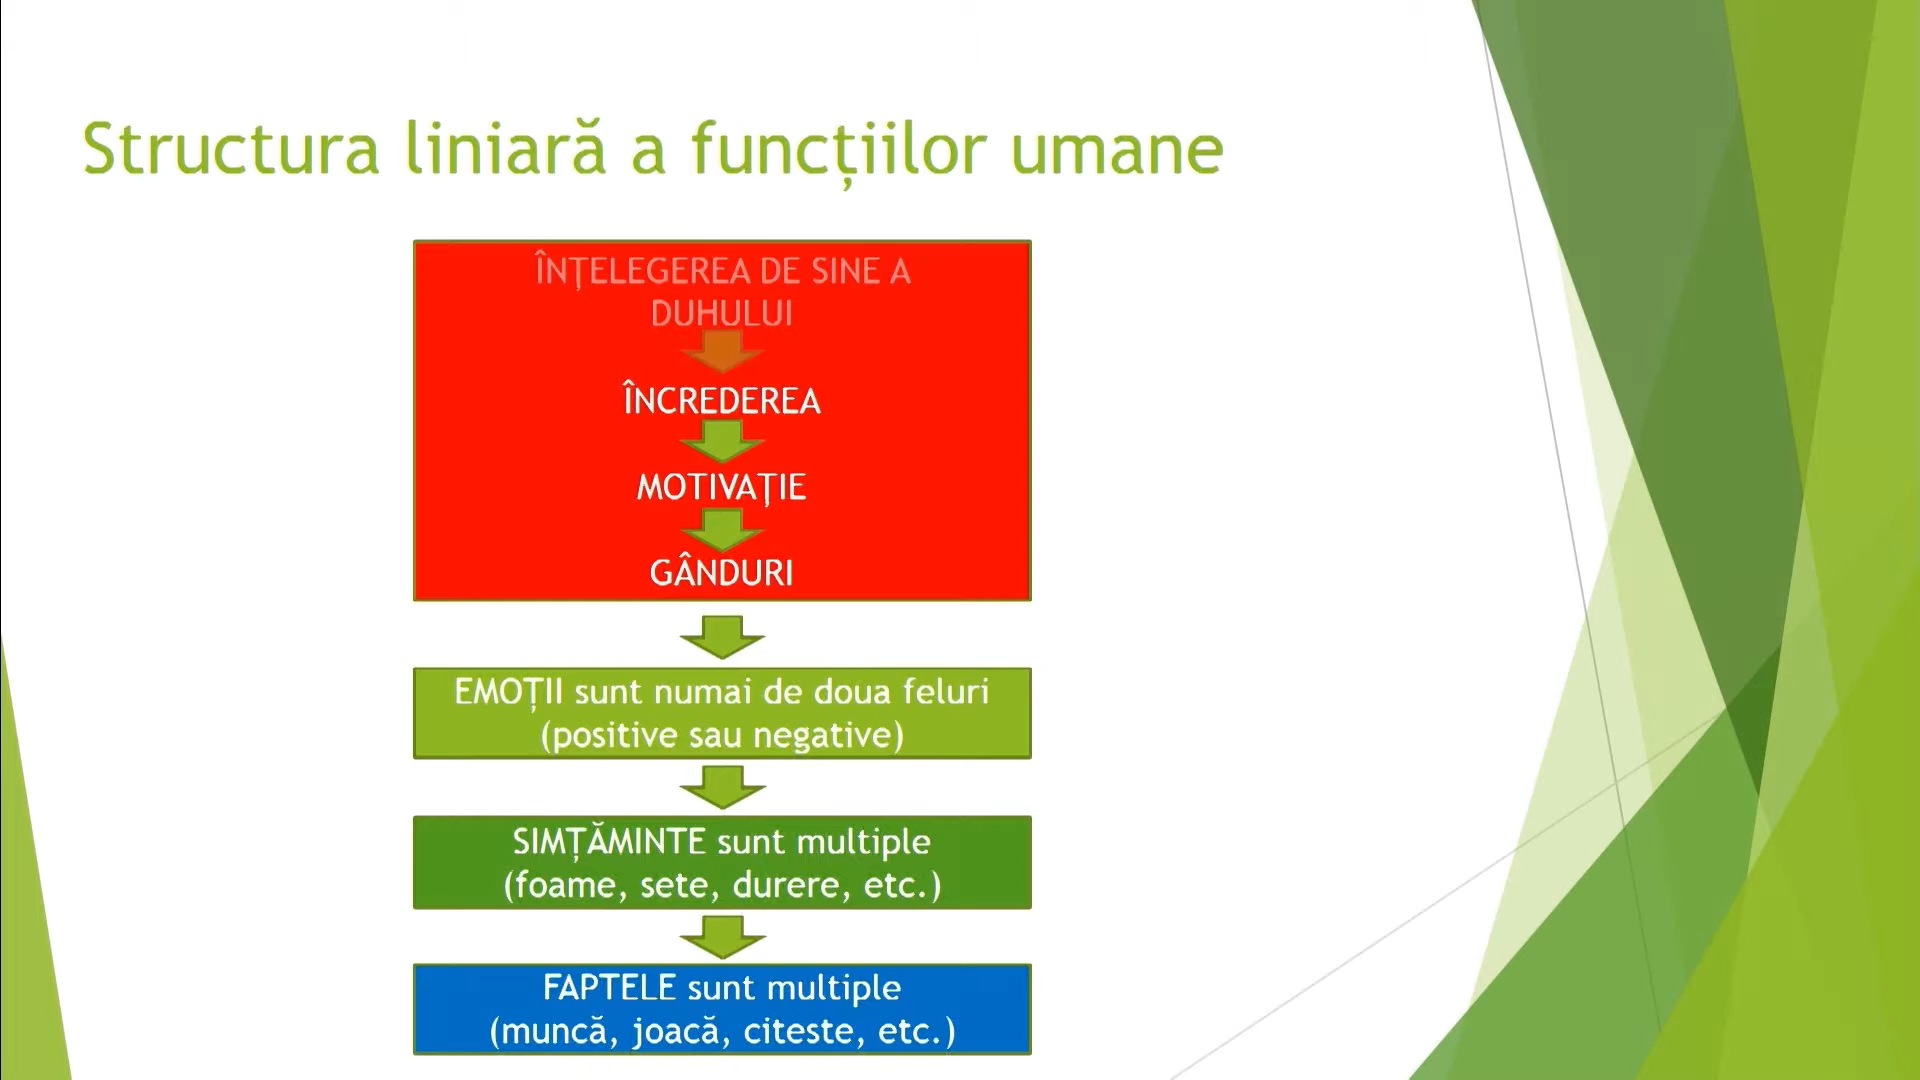 Structura liniară a funcțiilor umane
ÎNȚELEGEREA DE SINE A
DUHULUI
ÎNCREDEREA
MOTIVAȚIE
GÂNDURI
EMOȚII sunt numai de doua feluri
(positive sau negative)
SIMȚĂMINTE sunt multiple
(foame, sete, durere, etc.)
FAPTELE sunt multiple
(muncă, joacă, citeste, etc.)